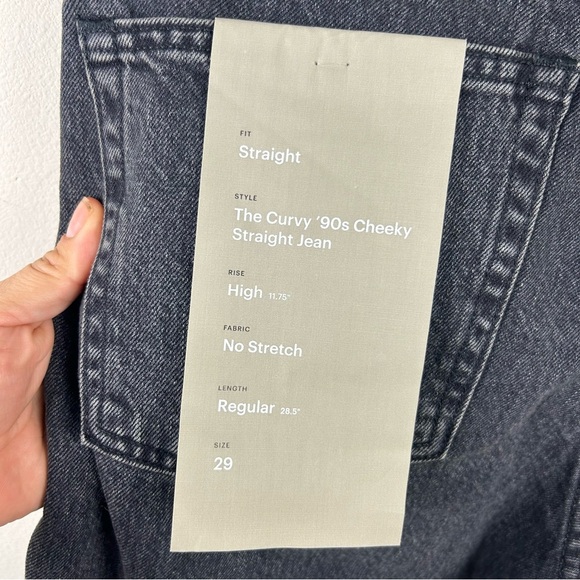 FIT
Straight
STYLE
The Curvy ’90s Cheeky
Straight Jean
RISE
High 11.75"
FABRIC
No Stretch
LENGTH
Regular 28.5"
SIZE
29